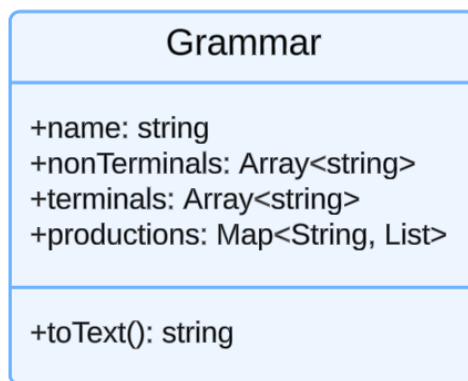 Grammar
+name: string
+nonTerminals: Array<string>
+terminals: Array<string>
+productions: Map<String, List>
+toText(): string